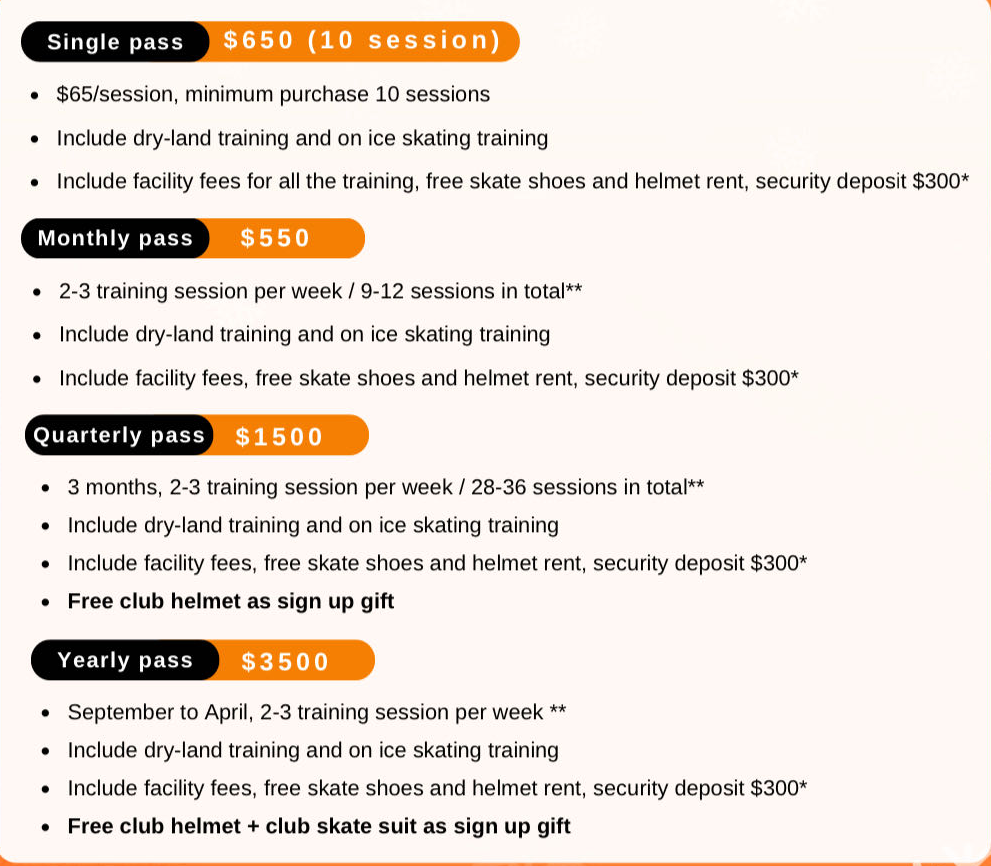 Single pass $650 (10 session)
• $65/session, minimum purchase 10 sessions
• Include dry-land training and on ice skating training
• Include facility fees for all the training, free skate shoes and helmet rent, security deposit $300*
Monthly pass $550
• 2-3 training session per week / 9-12 sessions in total**
• Include dry-land training and on ice skating training
• Include facility fees, free skate shoes and helmet rent, security deposit $300*
Quarterly pass $1500
• 3 months, 2-3 training session per week / 28-36 sessions in total**
• Include dry-land training and on ice skating training
• Include facility fees, free skate shoes and helmet rent, security deposit $300*
• Free club helmet as sign up gift
Yearly pass $3500
• September to April, 2-3 training session per week **
• Include dry-land training and on ice skating training
• Include facility fees, free skate shoes and helmet rent, security deposit $300*
• Free club helmet + club skate suit as sign up gift